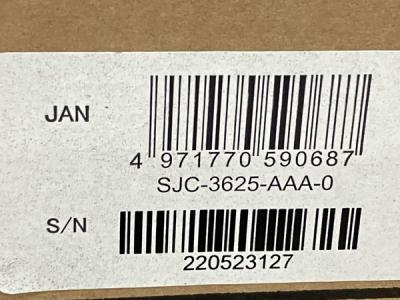 JAN
4 971770 590687
SJC-3625-AAA-0
S/N
220523127